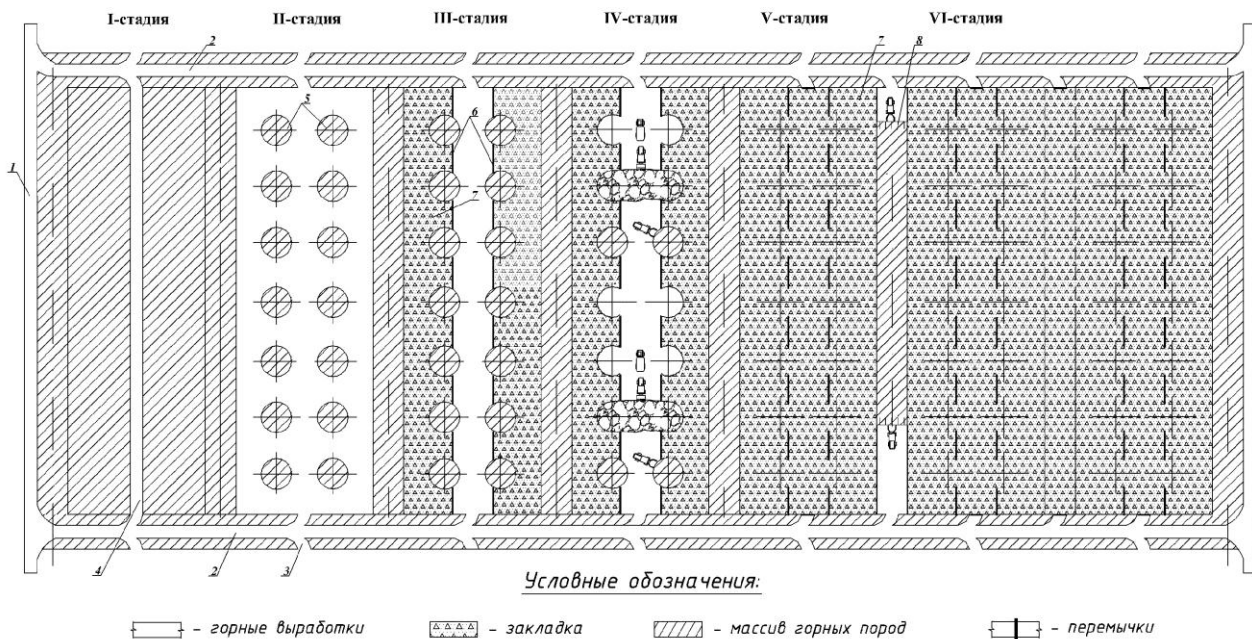 I-стадия II-стадия III-стадия IV-стадия V-стадия VI-стадия
2 7 8
5
6
1
7
4 2 3
Условные обозначения:
- горные выработки - закладка - массив горных пород - перемычки